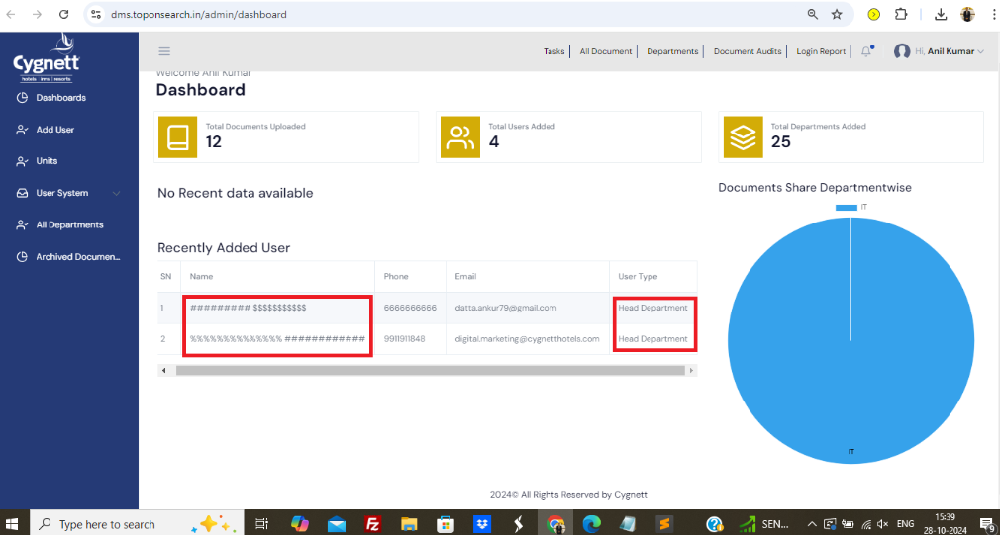 dms.toponsearch.in/admin/dashboard
Cygnett
hotels | inns | resorts
Dashboards
Add User
Units
User System
All Departments
Archived Documen...
Tasks | All Document | Departments | Document Audits | Login Report | Hi, Anil Kumar
Welcome Anil Kumar
Dashboard
Total Documents Uploaded
12
Total Users Added
4
Total Departments Added
25
No Recent data available
Documents Share Departmentwise
IT
Recently Added User
SN Name Phone Email User Type
1 ######### $$$$$$$$$$$ 6666666666 datta.ankur79@gmail.com Head Department
2 %%%%%%%%%%%%%% ############ 9911911848 digital.marketing@cygnetthotels.com Head Department
IT
2024© All Rights Reserved by Cygnett
Type here to search
SEN...
ENG
15:39
28-10-2024
9